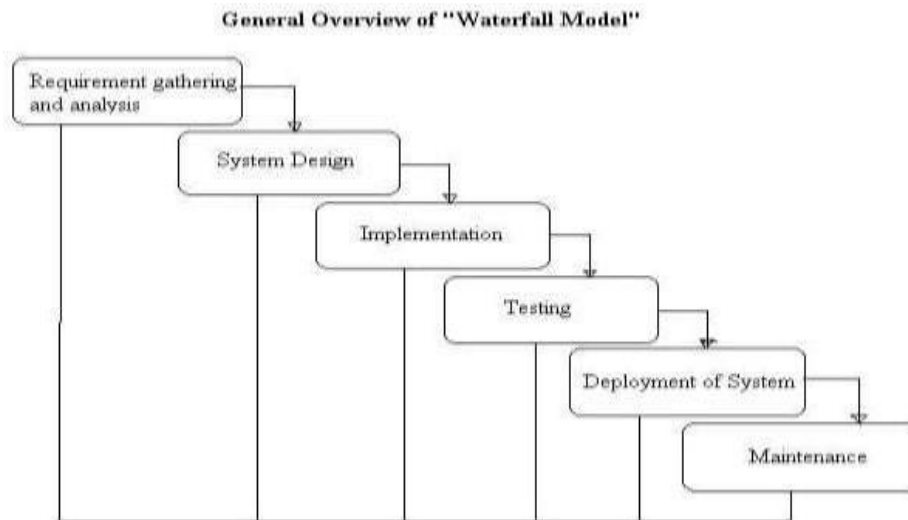 General Overview of "Waterfall Model"
Requirement gathering
and analysis
System Design
Implementation
Testing
Deployment of System
Maintenance